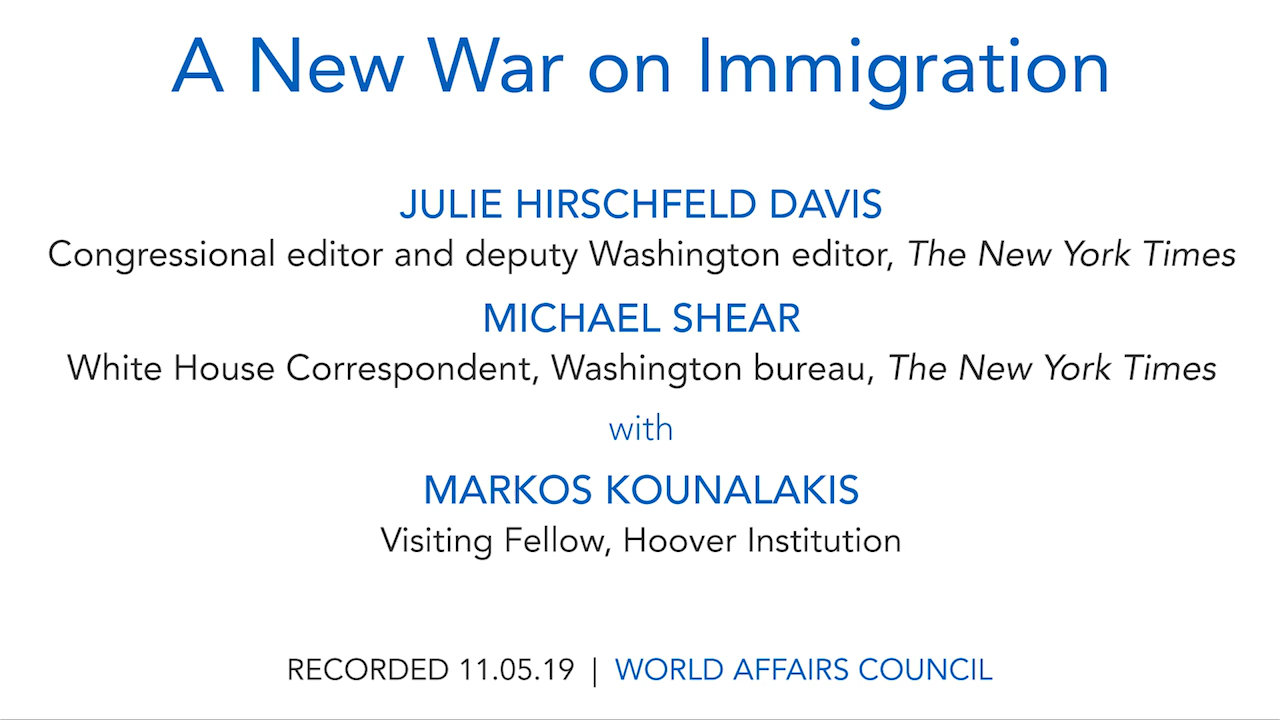 A New War on Immigration
JULIE HIRSCHFELD DAVIS
Congressional editor and deputy Washington editor, The New York Times
MICHAEL SHEAR
White House Correspondent, Washington bureau, The New York Times
with
MARKOS KOUNALAKIS
Visiting Fellow, Hoover Institution
RECORDED 11.05.19 | WORLD AFFAIRS COUNCIL